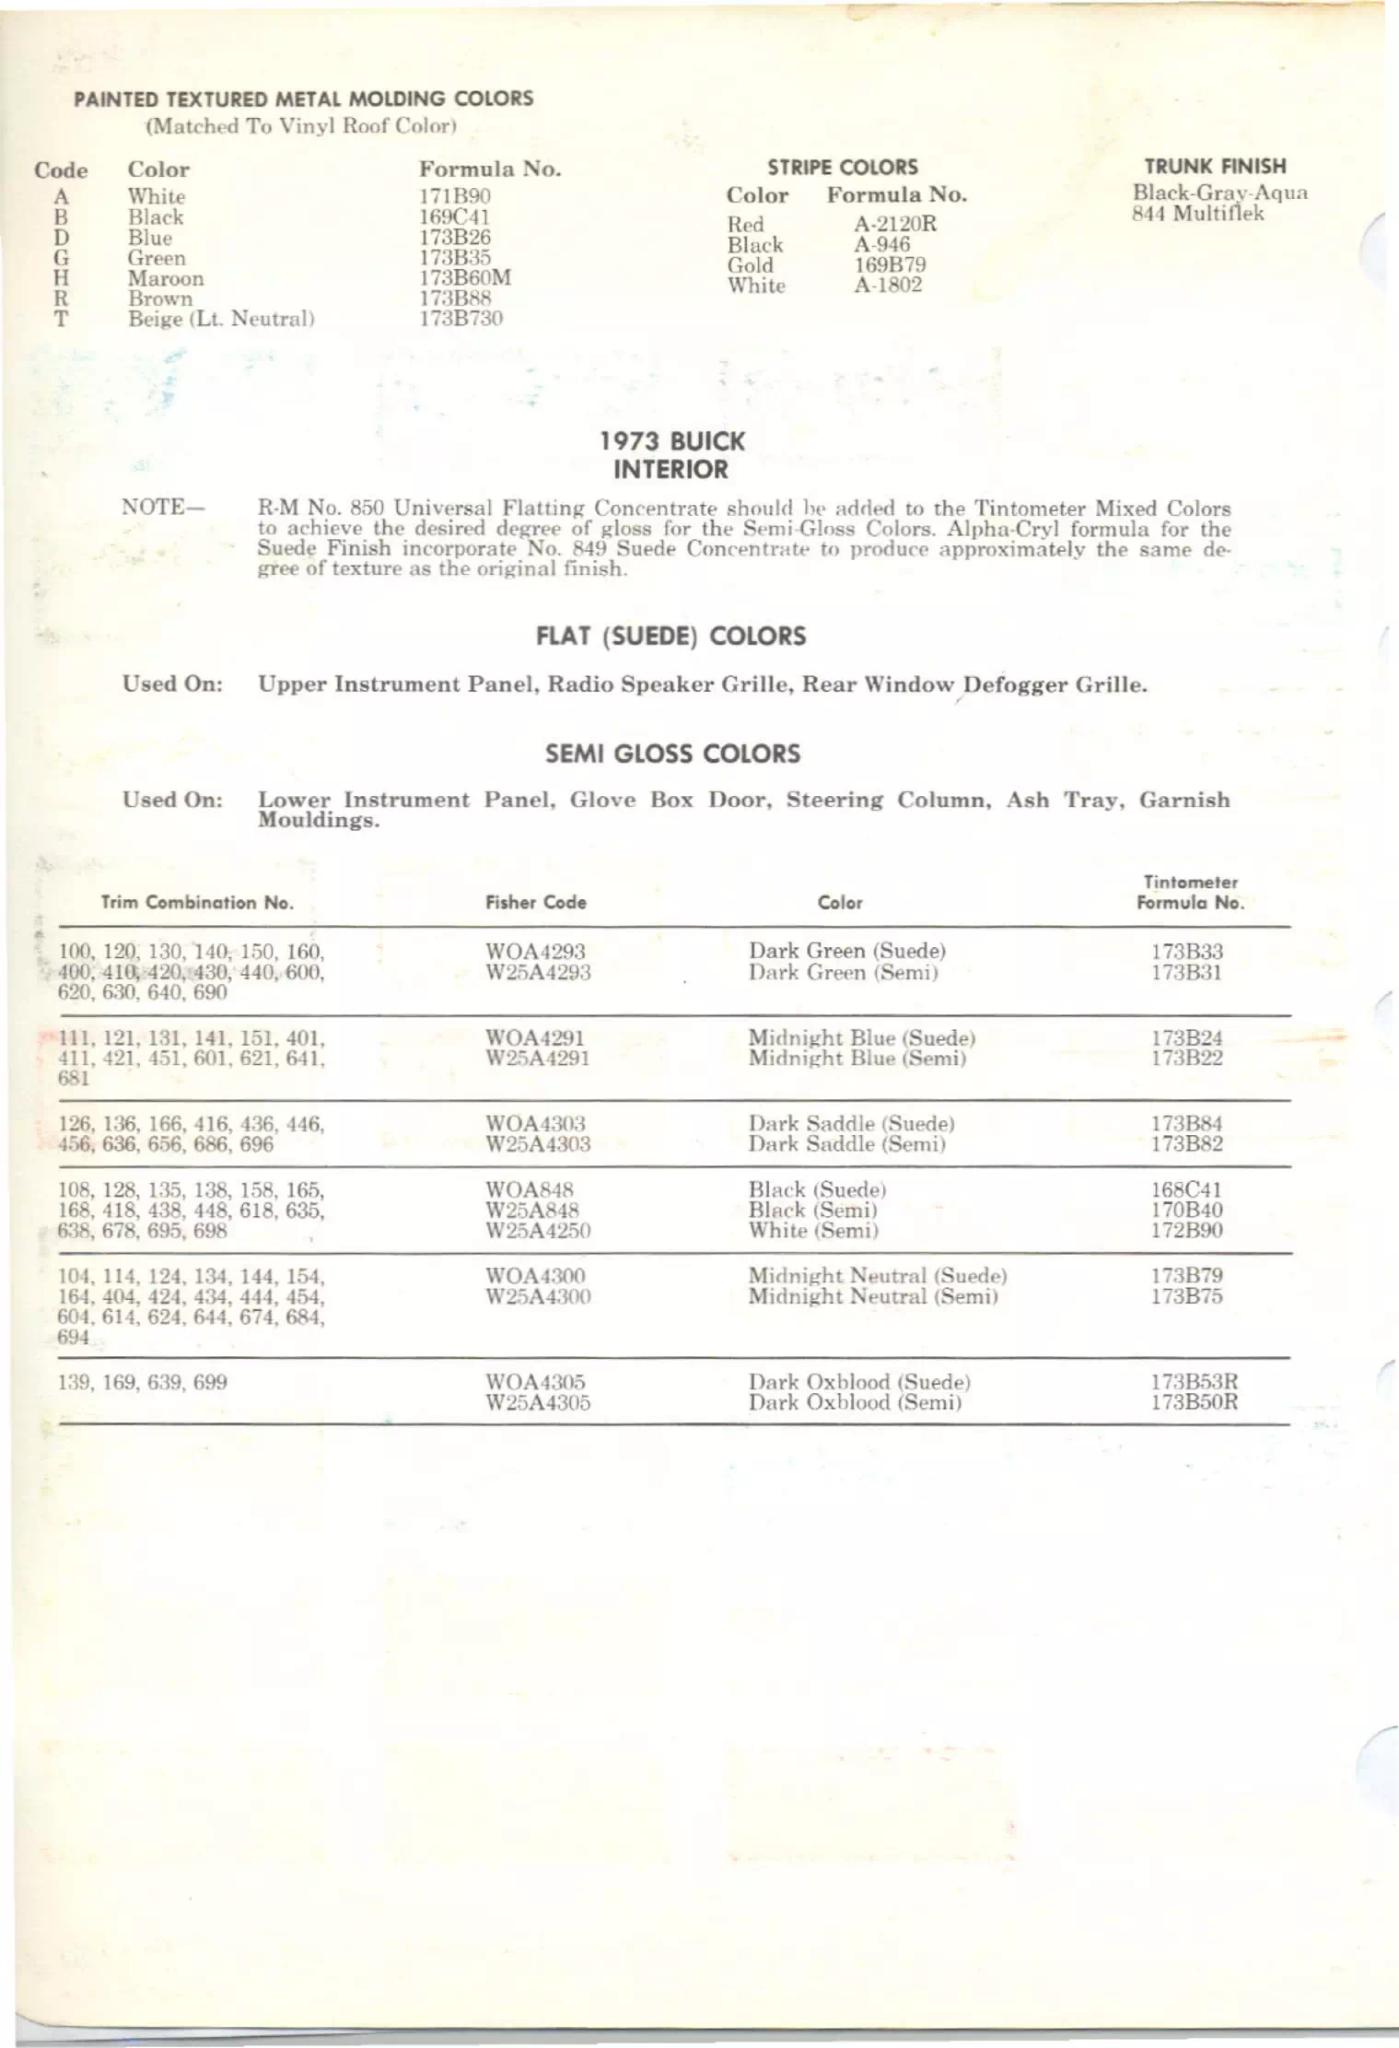 PAINTED TEXTURED METAL MOLDING COLORS
(Matched To Vinyl Roof Color)
Code Color Formula No.
A White 171B90
B Black 169C41
D Blue 173B26
G Green 173B35
H Maroon 173B60M
R Brown 173B88
T Beige (Lt. Neutral) 173B730
STRIPE COLORS
Color Formula No.
Red A-2120R
Black A-946
Gold 169B79
White A-1802
TRUNK FINISH
Black-Gray-Aqua
844 Multiflek
1973 BUICK
INTERIOR
NOTE— R-M No. 850 Universal Flatting Concentrate should be added to the Tintometer Mixed Colors
to achieve the desired degree of gloss for the Semi-Gloss Colors. Alpha-Cryl formula for the
Suede Finish incorporate No. 849 Suede Concentrate to produce approximately the same de-
gree of texture as the original finish.
FLAT (SUEDE) COLORS
Used On: Upper Instrument Panel, Radio Speaker Grille, Rear Window Defogger Grille.
SEMI GLOSS COLORS
Used On: Lower Instrument Panel, Glove Box Door, Steering Column, Ash Tray, Garnish
Mouldings.
Tintometer
Trim Combination No. Fisher Code Color Formula No.
100, 120, 130, 140, 150, 160, WOA4293 Dark Green (Suede) 173B33
400, 410, 420, 430, 440, 600, W25A4293 Dark Green (Semi) 173B31
620, 630, 640, 690
111, 121, 131, 141, 151, 401, WOA4291 Midnight Blue (Suede) 173B24
411, 421, 451, 601, 621, 641, W25A4291 Midnight Blue (Semi) 173B22
681
126, 136, 166, 416, 436, 446, WOA4303 Dark Saddle (Suede) 173B84
456, 636, 656, 686, 696 W25A4303 Dark Saddle (Semi) 173B82
108, 128, 135, 138, 158, 165, WOA848 Black (Suede) 168C41
168, 418, 438, 448, 618, 635, W25A848 Black (Semi) 170B40
638, 678, 695, 698 W25A4250 White (Semi) 172B90
104, 114, 124, 134, 144, 154, WOA4300 Midnight Neutral (Suede) 173B79
164, 404, 424, 434, 444, 454, W25A4300 Midnight Neutral (Semi) 173B75
604, 614, 624, 644, 674, 684,
694
139, 169, 639, 699 WOA4305 Dark Oxblood (Suede) 173B53R
W25A4305 Dark Oxblood (Semi) 173B50R